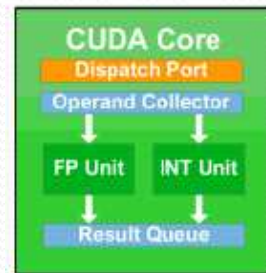 CUDA Core
Dispatch Port
Operand Collector
FP Unit
INT Unit
Result Queue